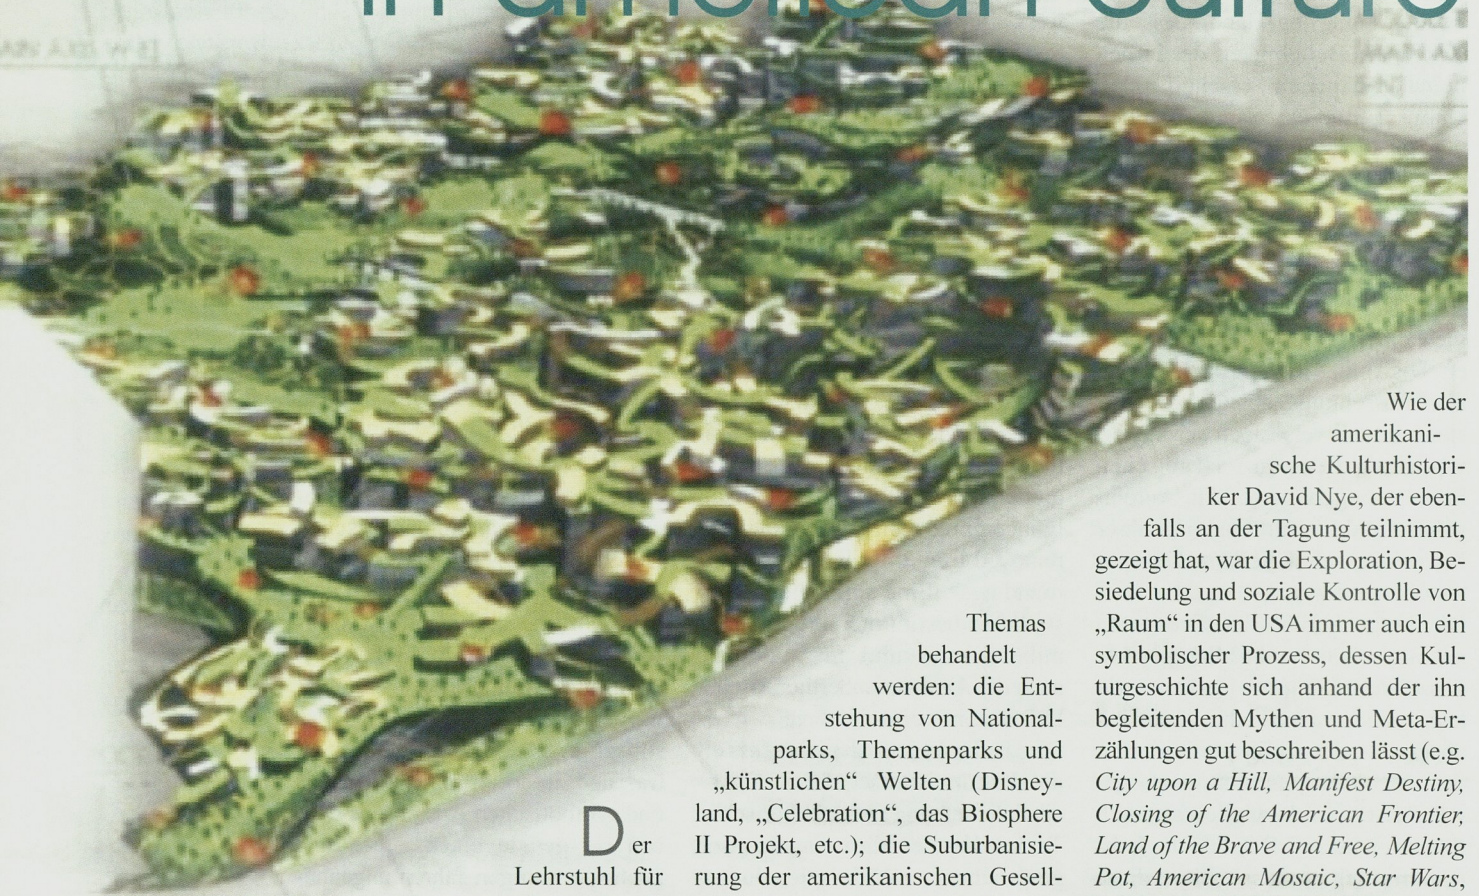 in american culture
Der
Lehrstuhl für
Themas
behandelt
werden: die Ent-
stehung von National-
parks, Themenparks und
„künstlichen“ Welten (Disney-
land, „Celebration“, das Biosphere
II Projekt, etc.); die Suburbanisie-
rung der amerikanischen Gesell-
Wie der
amerikani-
sche Kulturhistori-
ker David Nye, der eben-
falls an der Tagung teilnimmt,
gezeigt hat, war die Exploration, Be-
siedelung und soziale Kontrolle von
„Raum“ in den USA immer auch ein
symbolischer Prozess, dessen Kul-
turgeschichte sich anhand der ihn
begleitenden Mythen und Meta-Er-
zählungen gut beschreiben lässt (e.g.
City upon a Hill, Manifest Destiny,
Closing of the American Frontier,
Land of the Brave and Free, Melting
Pot, American Mosaic, Star Wars,